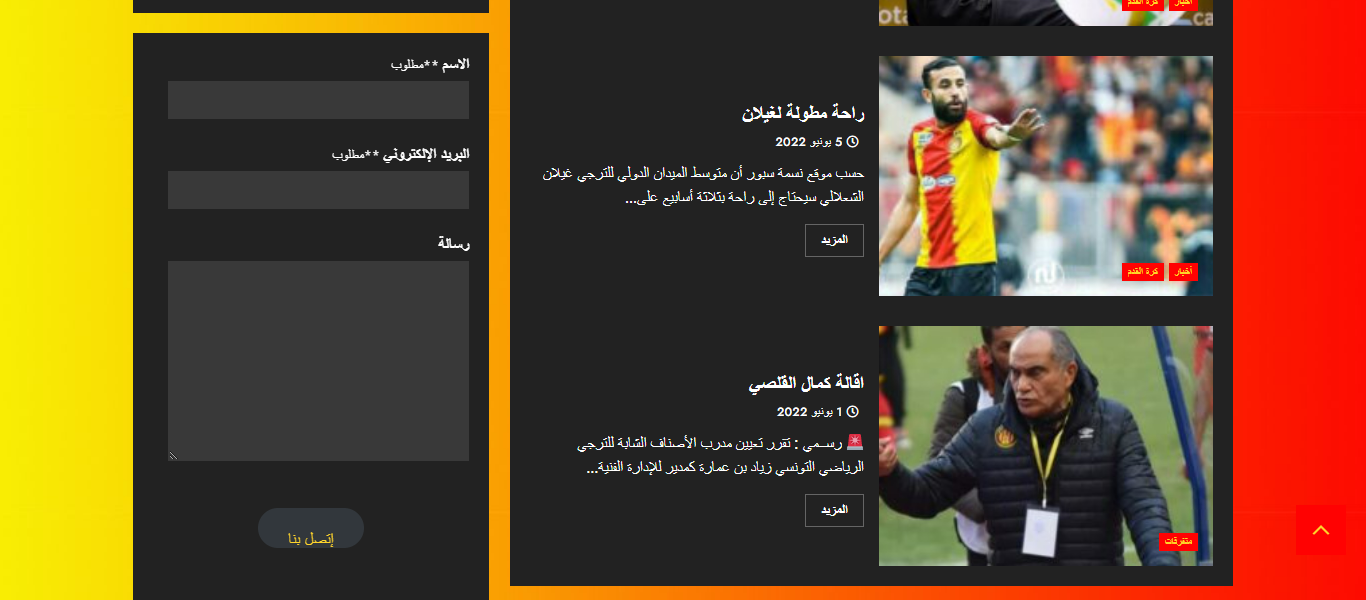 أخبار
كرة القدم
راحة مطولة لغيلان
5 يونيو 2022
حسب موقع نسمة سبور أن متوسط الميدان الدولي للترجي غيلان
الشعلالي سيحتاج إلى راحة بثلاثة أسابيع على...
المزيد
أخبار
كرة القدم
اقالة كمال القلصي
1 يونيو 2022
🚨 رسـمي : تقرر تعيين مدرب الأصناف الشابة للترجي
الرياضي التونسي زياد بن عمارة كمدير للإدارة الفنية...
المزيد
متفرقات
الاسم **مطلوب
البريد الإلكتروني **مطلوب
رسالة
إتصل بنا